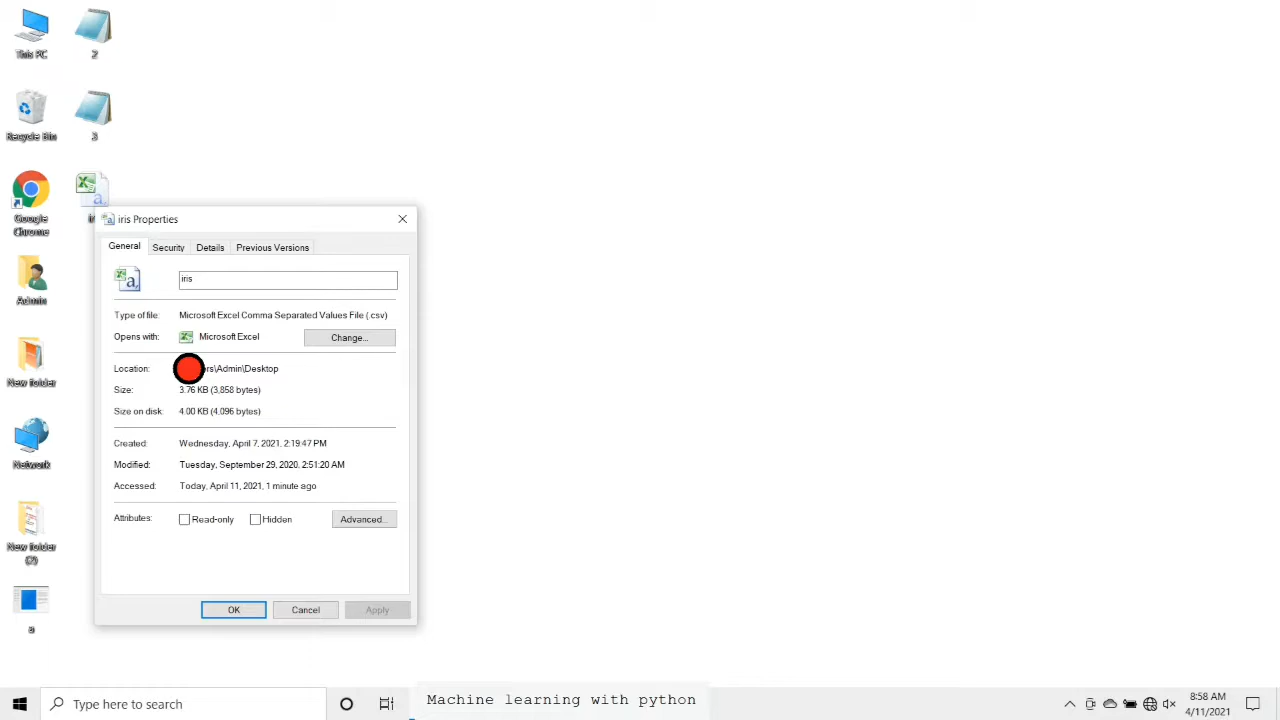 This PC
2
Recycle Bin
3
Google
Chrome
Admin
New folder
Network
New folder
(2)
a
iris Properties
General
Security
Details
Previous Versions
iris
Type of file:
Microsoft Excel Comma Separated Values File (.csv)
Opens with:
Microsoft Excel
Change...
Location:
rs\Admin\Desktop
Size:
3.76 KB (3,858 bytes)
Size on disk:
4.00 KB (4,096 bytes)
Created:
Wednesday, April 7, 2021, 2:19:47 PM
Modified:
Tuesday, September 29, 2020, 2:51:20 AM
Accessed:
Today, April 11, 2021, 1 minute ago
Attributes:
Read-only
Hidden
Advanced...
OK
Cancel
Apply
Type here to search
Machine learning with python
8:58 AM
4/11/2021